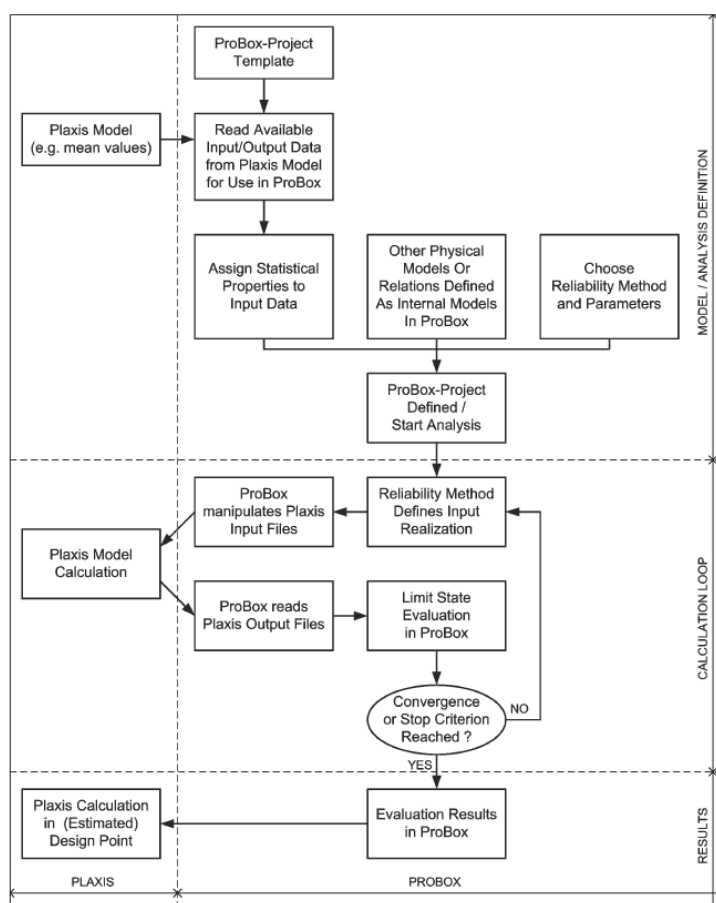 ProBox-Project
Template
Plaxis Model
(e.g. mean values)
Read Available
Input/Output Data
from Plaxis Model
for Use in ProBox
Assign Statistical
Properties to
Input Data
Other Physical
Models Or
Relations Defined
As Internal Models
In ProBox
Choose
Reliability Method
and Parameters
ProBox-Project
Defined /
Start Analysis
MODEL / ANALYSIS DEFINITION
ProBox
manipulates Plaxis
Input Files
Reliability Method
Defines Input
Realization
Plaxis Model
Calculation
ProBox reads
Plaxis Output Files
Limit State
Evaluation
in ProBox
Convergence
or Stop Criterion
Reached ?
NO
YES
CALCULATION LOOP
Plaxis Calculation
in (Estimated)
Design Point
Evaluation Results
in ProBox
RESULTS
PLAXIS
PROBOX